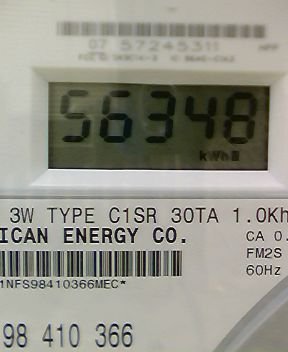 07 57245311
56348
kWh
3W TYPE C1SR 30TA 1.0Kh
ICAN ENERGY CO.
CA 0.
FM2S
60Hz
1NFS98410366MEC*
98 410 366